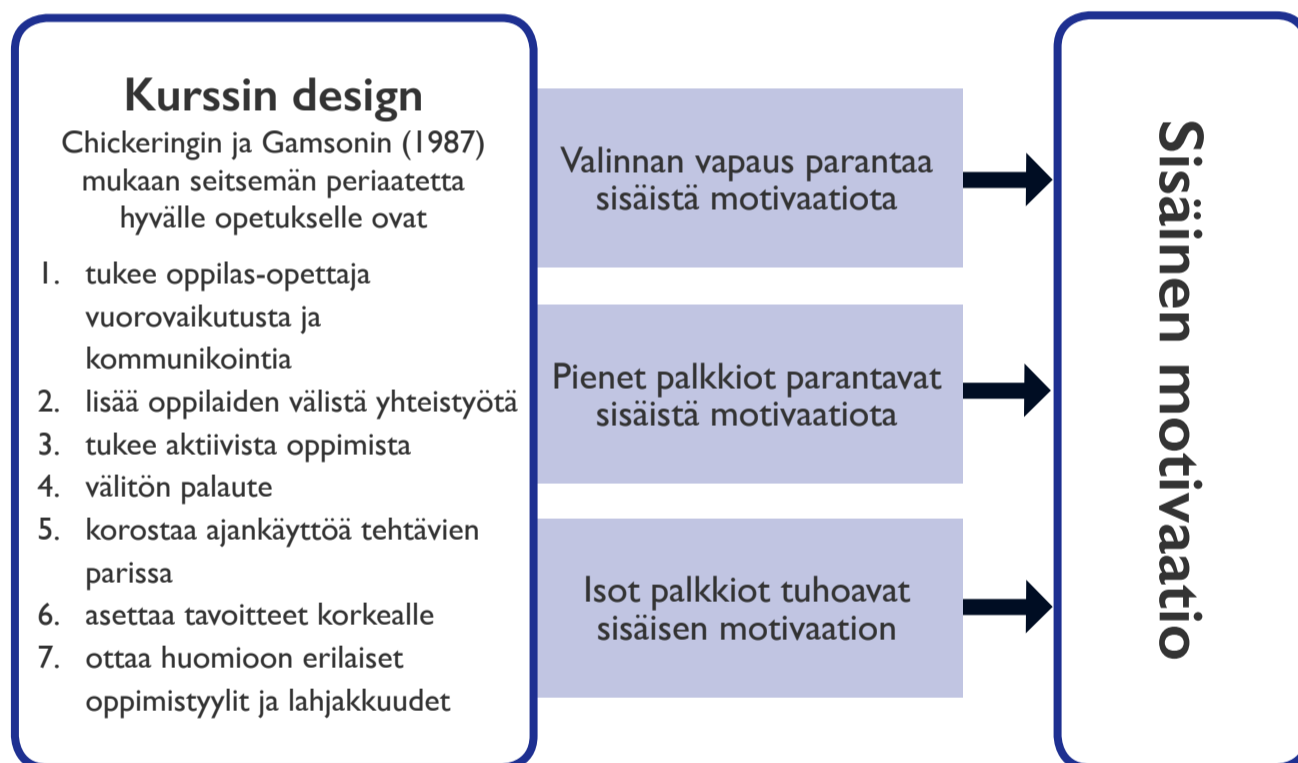 Kurssin design
Chickeringin ja Gamsonin (1987)
mukaan seitsemän periaatetta
hyvälle opetukselle ovat
1. tukee oppilas-opettaja
vuorovaikutusta ja
kommunikointia
2. lisää oppilaiden välistä yhteistyötä
3. tukee aktiivista oppimista
4. välitön palaute
5. korostaa ajankäyttöä tehtävien
parissa
6. asettaa tavoitteet korkealle
7. ottaa huomioon erilaiset
oppimistyylit ja lahjakkuudet
Valinnan vapaus parantaa
sisäistä motivaatiota
Pienet palkkiot parantavat
sisäistä motivaatiota
Isot palkkiot tuhoavat
sisäisen motivaation
Sisäinen motivaatio